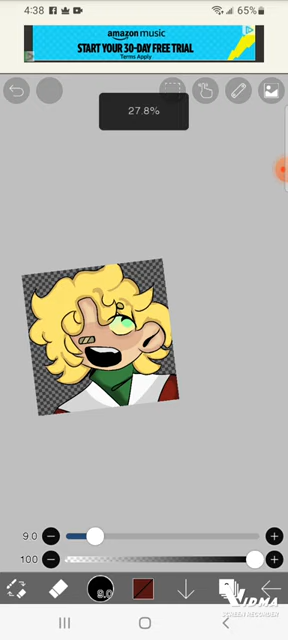 4:38
65%
amazon music
START YOUR 30-DAY FREE TRIAL
Terms Apply
27.8%
9.0
100
9.0
VIDMA
SCREEN RECORDER